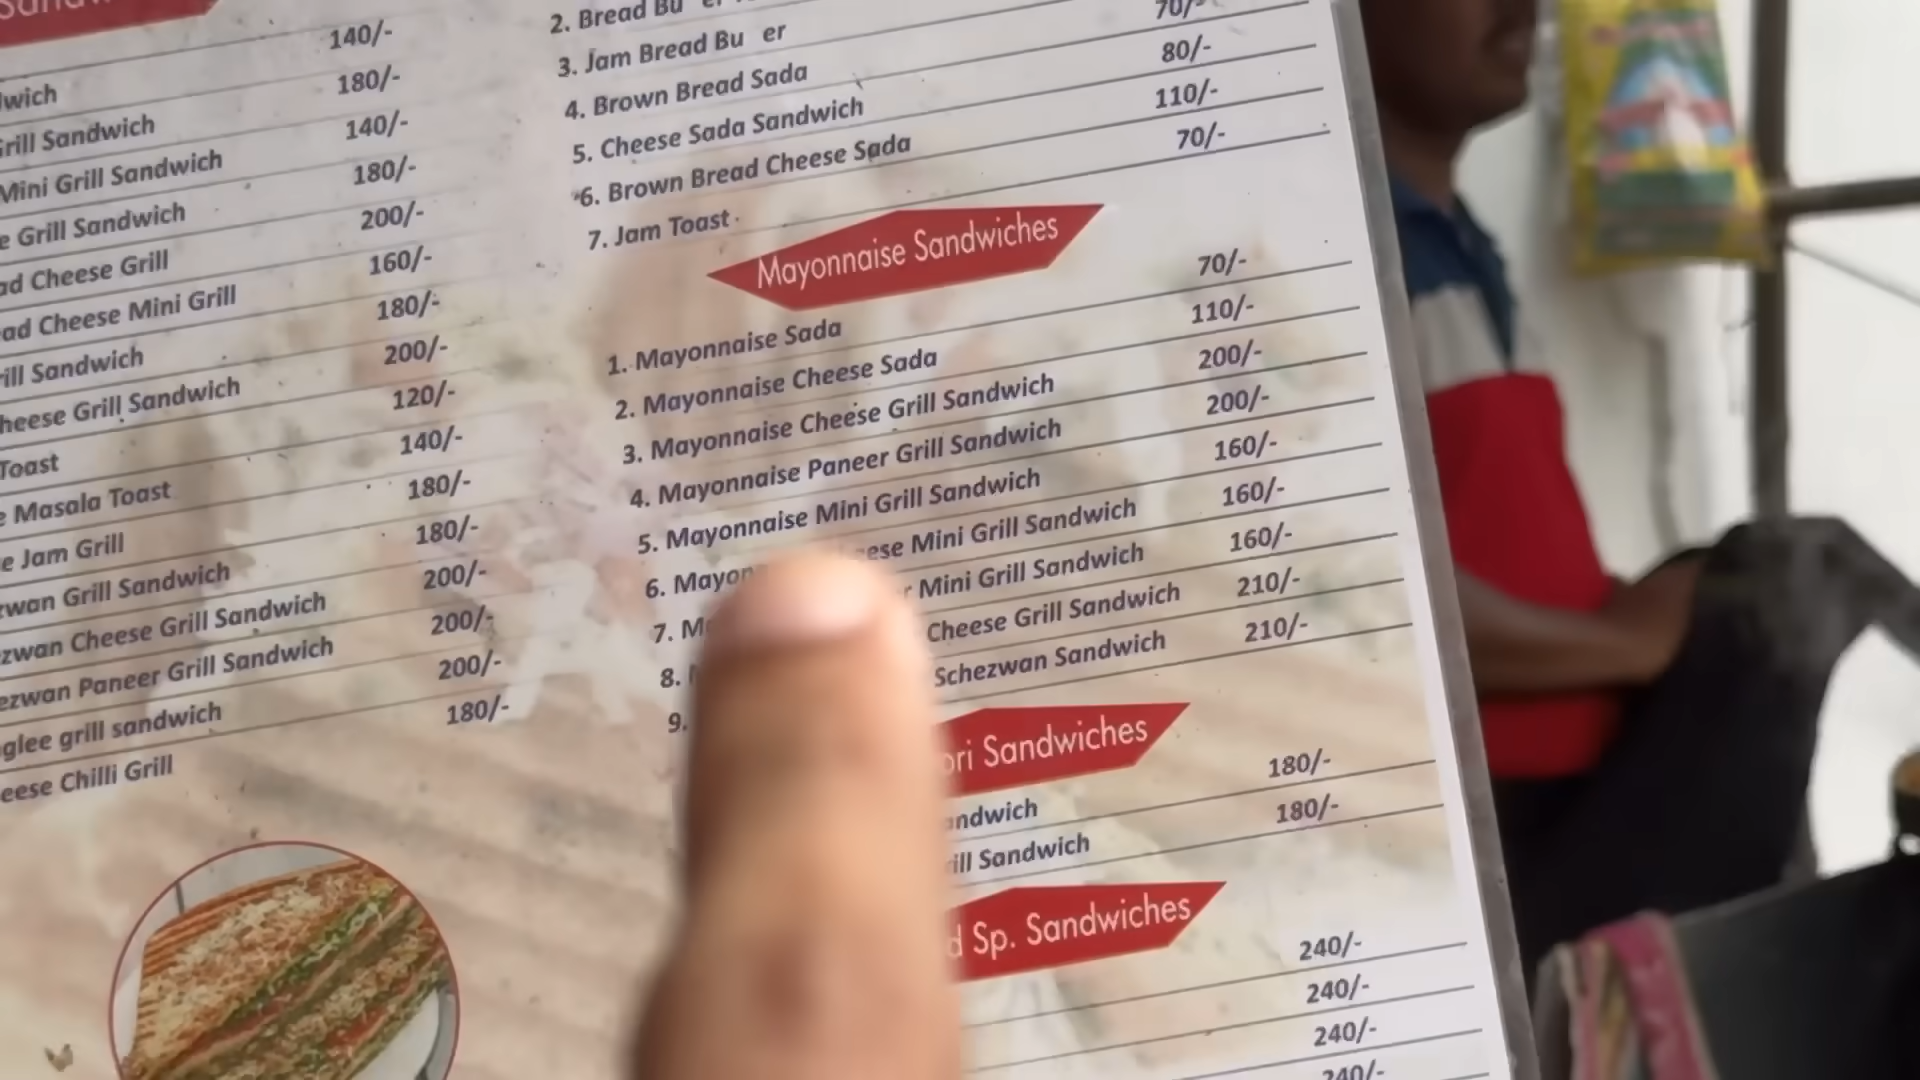 140/-
wich 180/-
rill Sandwich 140/-
Mini Grill Sandwich 180/-
e Grill Sandwich 200/-
ad Cheese Grill 160/-
ad Cheese Mini Grill 180/-
ill Sandwich 200/-
heese Grill Sandwich 120/-
Toast 140/-
e Masala Toast 180/-
e Jam Grill 180/-
zwan Grill Sandwich 200/-
zwan Cheese Grill Sandwich 200/-
ezwan Paneer Grill Sandwich 200/-
glee grill sandwich 180/-
eese Chilli Grill
2. Bread Bu er
3. Jam Bread Bu er
4. Brown Bread Sada 70/-
5. Cheese Sada Sandwich 80/-
6. Brown Bread Cheese Sada 110/-
7. Jam Toast 70/-
Mayonnaise Sandwiches
1. Mayonnaise Sada 70/-
2. Mayonnaise Cheese Sada 110/-
3. Mayonnaise Cheese Grill Sandwich 200/-
4. Mayonnaise Paneer Grill Sandwich 200/-
5. Mayonnaise Mini Grill Sandwich 160/-
6. Mayon eese Mini Grill Sandwich 160/-
7. M r Mini Grill Sandwich 160/-
8. Cheese Grill Sandwich 210/-
9. Schezwan Sandwich 210/-
ori Sandwiches
andwich 180/-
ill Sandwich 180/-
d Sp. Sandwiches
240/-
240/-
240/-
240/-